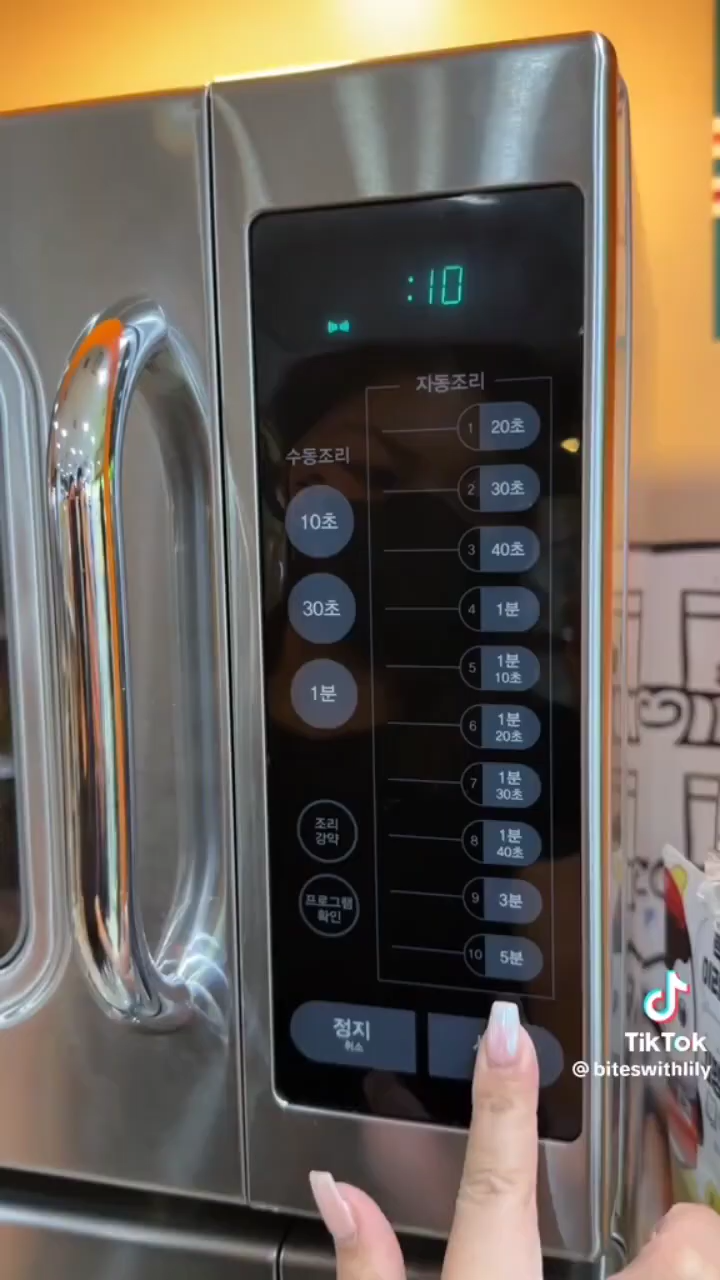 :10
자동조리
수동조리
10초
30초
1분
1 20초
2 30초
3 40초
4 1분
5 1분 10초
6 1분 20초
7 1분 30초
8 1분 40초
9 3분
10 5분
조리
강약
프로그램
확인
정지
취소
TikTok
@biteswithlily